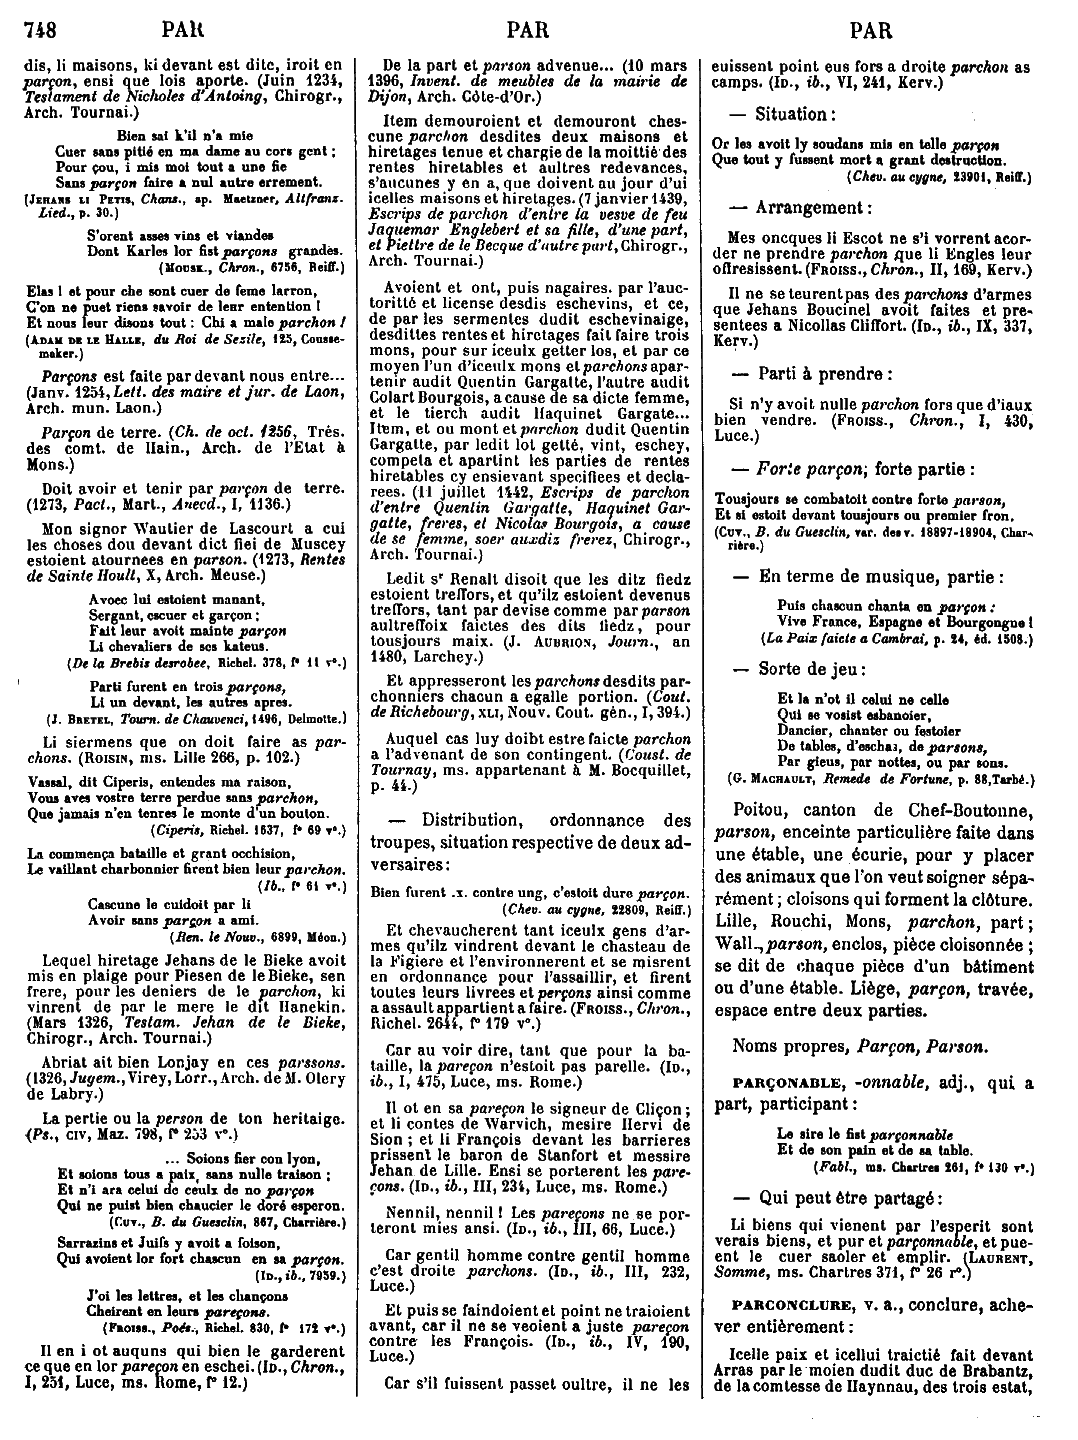 748 PAR PAR PAR
dis, li maisons, ki devant est dite, iroit en
parçon, ensi que lois aporte. (Juin 1234,
Testament de Nicholes d'Antoing, Chirogr.,
Arch. Tournai.)
Bien sai k'il n'a mie
Cuer sans pitié en ma dame au cors gent ;
Pour çou, i mis moi tout a une fie
Sans parçon faire a nul autre errement.
(JEHANS LI PETIS, Chans., ap. Maetzner, Altfranz.
Lied., p. 30.)
S'orent asses vins et viandes
Dont Karles lor fist parçons grandes.
(MOUSK., Chron., 6756, Reiff.)
Elas ! et pour che sont cuer de feme larron,
C'on ne puet riens savoir de leur entention !
Et nous leur disons tout : Chi a male parchon !
(ADAM DE LE HALLE, du Roi de Sezile, 125, Cousse-
maker.)
Parçons est faite par devant nous entre...
(Janv. 1254, Lett. des maire et jur. de Laon,
Arch. mun. Laon.)
Parçon de terre. (Ch. de oct. 1256, Trés.
des comt. de Hain., Arch. de l'Etat à
Mons.)
Doit avoir et tenir par parçon de terre.
(1273, Pact., Mart., Anecd., I, 1136.)
Mon signor Wautier de Lascourt a cui
les choses dou devant dict fiei de Muscey
estoient atournees en parson. (1273, Rentes
de Sainte Hoult, X, Arch. Meuse.)
Avoec lui estoient manant,
Sergant, escuer et garçon ;
Fait leur avoit mainte parçon
Li chevaliers de ses kateus.
(De la Brebis desrobee, Richel. 378, f° 11 v°.)
Parti furent en trois parçons,
Li un devant, les autres apres.
(J. BRETEL, Tourn. de Chauvenci, 1496, Delmotte.)
Li siermens que on doit faire as par-
chons. (ROISIN, ms. Lille 266, p. 102.)
Vassal, dit Ciperis, entendes ma raison,
Vous aves vostre terre perdue sans parchon,
Que jamais n'en tenres le monte d'un bouton.
(Ciperis, Richel. 1637, f° 69 v°.)
La commença bataille et grant occhision,
Le vaillant charbonnier firent bien leur parchon.
(Ib., f° 61 v°.)
Cascune le cuidoit par li
Avoir sans parçon a ami.
(Ren. le Nouv., 6899, Méon.)
Lequel hiretage Jehans de le Bieke avoit
mis en plaige pour Piesen de le Bieke, sen
frere, pour les deniers de le parchon, ki
vinrent de par le mere le dit Hanekin.
(Mars 1326, Testam. Jehan de le Bieke,
Chirogr., Arch. Tournai.)
Abriat ait bien Lonjay en ces parssons.
(1326, Jugem., Virey, Lorr., Arch. de M. Olery
de Labry.)
La pertie ou la person de ton heritaige.
(Ps., CIV, Maz. 798, f° 253 v°.)
... Soions fier con lyon,
Et soions tous a paix, sans nulle traison ;
Et n'i ara celui de ceulx de no parçon
Qui ne puist bien chaucier le doré esperon.
(CUV., B. du Guesclin, 867, Charrière.)
Sarrazins et Juifs y avoit a foison,
Qui avoient lor fort chascun en sa parçon.
(ID., ib., 7959.)
J'oi les lettres, et les chançons
Cheirent en leurs pareçons.
(FROISS., Poés., Richel. 830, f° 172 v°.)
Il en i ot auquns qui bien le garderent
ce que en lor pareçon en eschei. (ID., Chron.,
I, 251, Luce, ms. Rome, f° 12.)
De la part et parson advenue... (10 mars
1396, Invent. de meubles de la mairie de
Dijon, Arch. Côte-d'Or.)
Item demouroient et demouront ches-
cune parchon desdites deux maisons et
hiretages tenue et chargie de la moittié des
rentes hiretables et aultres redevances,
s'aucunes y en a, que doivent au jour d'ui
icelles maisons et hiretages. (7 janvier 1439,
Escrips de parchon d'entre la vesve de feu
Jaquemor Englebert et sa fille, d'une part,
et Piettre de le Becque d'autre part, Chirogr.,
Arch. Tournai.)
Avoient et ont, puis nagaires. par l'auc-
toritté et license desdis eschevins, et ce,
de par les sermentes dudit eschevinaige,
desdittes rentes et hiretages fait faire trois
mons, pour sur iceulx getter los, et par ce
moyen l'un d'iceulx mons et parchons apar-
tenir audit Quentin Gargatte, l'autre audit
Colart Bourgois, a cause de sa dicte femme,
et le tierch audit Haquinet Gargate...
Item, et ou mont et parchon dudit Quentin
Gargatte, par ledit lot getté, vint, eschey,
competa et apartint les parties de rentes
hiretables cy ensievant specifiees et decla-
rees. (11 juillet 1442, Escrips de parchon
d'entre Quentin Gargatte, Haquinet Gar-
gatte, freres, et Nicolas Bourgois, a cause
de se femme, soer ausdiz frerez, Chirogr.,
Arch. Tournai.)
Ledit sr Renalt disoit que les ditz fiedz
estoient treffors, et qu'ilz estoient devenus
treffors, tant par devise comme par parson
aultreffoix faictes des dits fiedz, pour
tousjours maix. (J. AUBRION, Journ., an
1480, Larchey.)
Et appresseront les parchons desdits par-
chonniers chacun a egalle portion. (Cout.
de Richebourg, XLI, Nouv. Cout. gén., I, 394.)
Auquel cas luy doibt estre faicte parchon
a l'advenant de son contingent. (Coust. de
Tournay, ms. appartenant à M. Bocquillet,
p. 44.)
— Distribution, ordonnance des
troupes, situation respective de deux ad-
versaires :
Bien furent .x. contre ung, c'estoit dure parçon.
(Chev. au cygne, 22809, Reiff.)
Et chevaucherent tant iceulx gens d'ar-
mes qu'ilz vindrent devant le chasteau de
la Figiere et l'environnerent et se misrent
en ordonnance pour l'assaillir, et firent
toutes leurs livrees et perçons ainsi comme
a assault appartient a faire. (FROISS., Chron.,
Richel. 2644, f° 179 v°.)
Car au voir dire, tant que pour la ba-
taille, la pareçon n'estoit pas parelle. (ID.,
ib., I, 475, Luce, ms. Rome.)
Il ot en sa pareçon le signeur de Cliçon ;
et li contes de Warvich, mesire Hervi de
Sion ; et li François devant les barrieres
prissent le baron de Stanfort et messire
Jehan de Lille. Ensi se porterent les pare-
çons. (ID., ib., III, 234, Luce, ms. Rome.)
Nennil, nennil ! Les pareçons ne se por-
teront mies ansi. (ID., ib., III, 66, Luce.)
Car gentil homme contre gentil homme
c'est droite parchons. (ID., ib., III, 232,
Luce.)
Et puis se faindoient et point ne traioient
avant, car il ne se veoient a juste pareçon
contre les François. (ID., ib., IV, 190,
Luce.)
Car s'il fuissent passet oultre, il ne les
euissent point eus fors a droite parchon as
camps. (ID., ib., VI, 241, Kerv.)
— Situation :
Or les avoit ly soudans mis en telle parçon
Que tout y fussent mort a grant destruction.
(Chev. au cygne, 23901, Reiff.)
— Arrangement :
Mes oncques li Escot ne s'i vorrent acor-
der ne prendre parchon que li Engles leur
offresissent. (FROISS., Chron., II, 169, Kerv.)
Il ne se teurent pas des parchons d'armes
que Jehans Boucinel avoit faites et pre-
sentees a Nicollas Cliffort. (ID., ib., IX, 337,
Kerv.)
— Parti à prendre :
Si n'y avoit nulle parchon fors que d'iaux
bien vendre. (FROISS., Chron., I, 430,
Luce.)
— Forte parçon; forte partie :
Tousjours se combatoit contre forte parson,
Et si estoit devant tousjours ou premier fron.
(CUV., B. du Guesclin, var. des v. 18897-18904, Char-
rière.)
— En terme de musique, partie :
Puis chascun chanta en parçon :
Vive France, Espagne et Bourgongne !
(La Paix faicte a Cambrai, p. 24, éd. 1508.)
— Sorte de jeu :
Et la n'ot il celui ne celle
Qui se vosist esbanoier,
Dancier, chanter ou festoier
De tables, d'eschas, de parsons,
Par gieus, par nottes, ou par sons.
(G. MACHAULT, Remede de Fortune, p. 88, Tarbé.)
Poitou, canton de Chef-Boutonne,
parson, enceinte particulière faite dans
une étable, une écurie, pour y placer
des animaux que l'on veut soigner sépa-
rément ; cloisons qui forment la clôture.
Lille, Rouchi, Mons, parchon, part ;
Wall., parson, enclos, pièce cloisonnée ;
se dit de chaque pièce d'un bâtiment
ou d'une étable. Liège, parçon, travée,
espace entre deux parties.
Noms propres, Parçon, Parson.
PARÇONABLE, -onnable, adj., qui a
part, participant :
Le sire le fist parçonnable
Et de son pain et de sa table.
(Fabl., ms. Chartres 261, f° 130 v°.)
— Qui peut être partagé :
Li biens qui vienent par l'esperit sont
verais biens, et pur et parçonnable, et pue-
ent le cuer saoler et emplir. (LAURENT,
Somme, ms. Chartres 371, f° 26 r°.)
PARCONCLURE, v. a., conclure, ache-
ver entièrement :
Icelle paix et icellui traictié fait devant
Arras par le moien dudit duc de Brabantz,
de la comtesse de Haynnau, des trois estat,